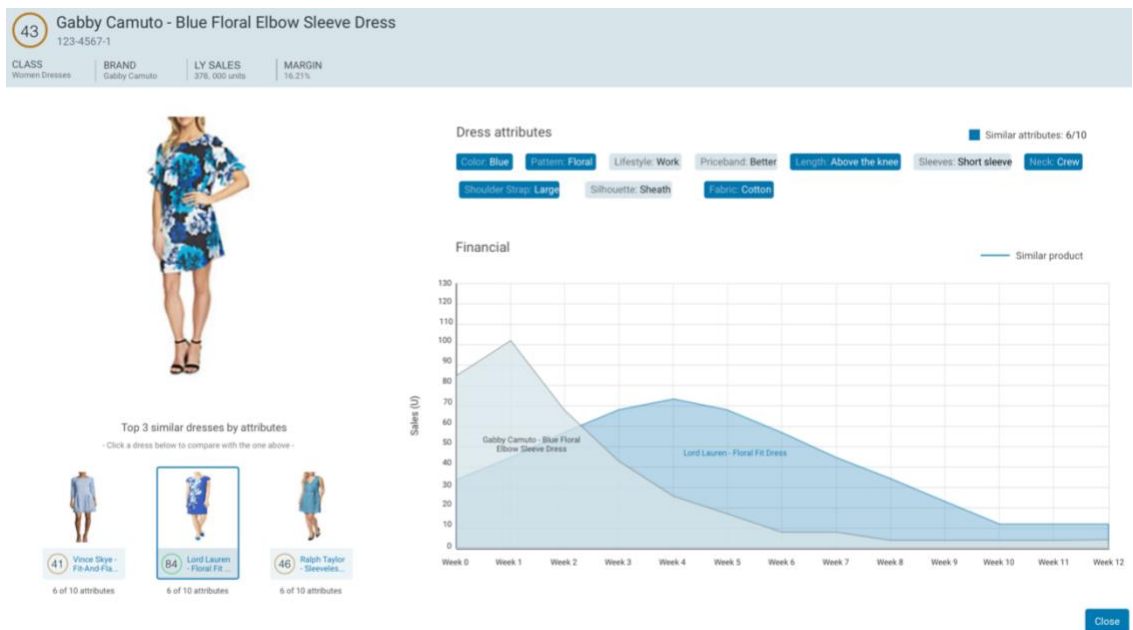 43
Gabby Camuto - Blue Floral Elbow Sleeve Dress
123-4567-1
CLASS
Women Dresses
BRAND
Gabby Camuto
LY SALES
376, 000 units
MARGIN
16.21%
Dress attributes
Similar attributes: 6/10
Color: Blue
Pattern: Floral
Lifestyle: Work
Priceband: Better
Length: Above the knee
Sleeves: Short sleeve
Neck: Crew
Shoulder Strap: Large
Silhouette: Sheath
Fabric: Cotton
Financial
Similar product
130
120
110
100
90
80
70
60
50
40
30
20
10
0
Sales (U)
Gabby Camuto - Blue Floral
Elbow Sleeve Dress
Lord Lauren - Floral Fit Dress
Week 0
Week 1
Week 2
Week 3
Week 4
Week 5
Week 6
Week 7
Week 8
Week 9
Week 10
Week 11
Week 12
Top 3 similar dresses by attributes
- Click a dress below to compare with the one above -
41
Vince Skye -
Fit-And-Fla...
6 of 10 attributes
84
Lord Lauren
- Floral Fit ...
6 of 10 attributes
46
Ralph Taylor
- Sleeveles...
6 of 10 attributes
Close